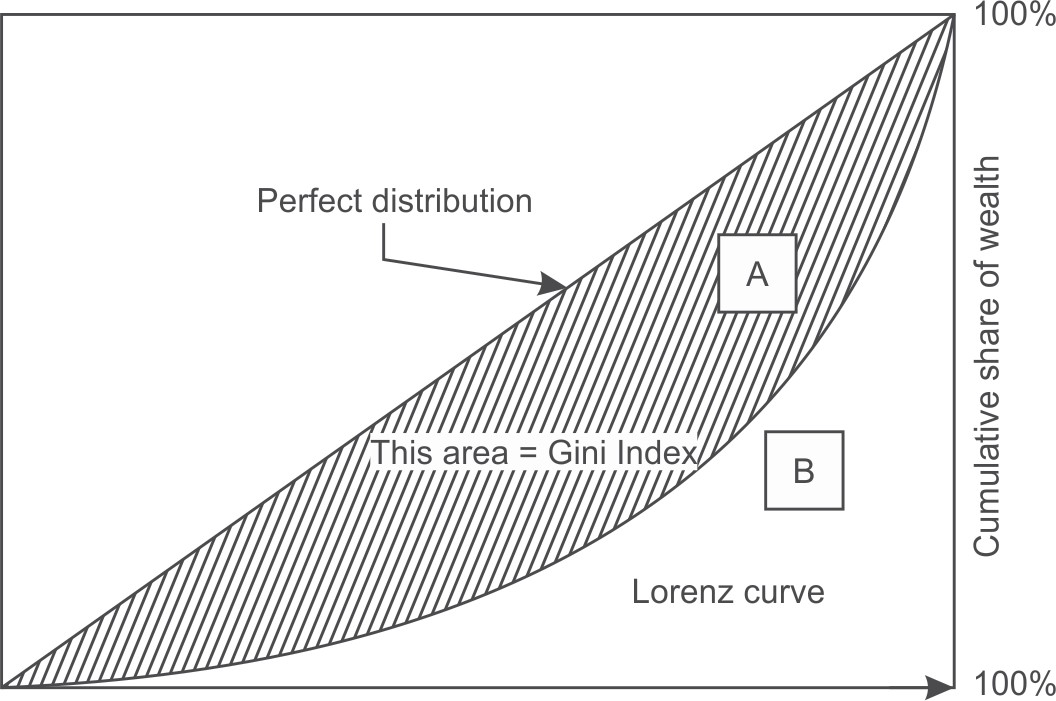 100%
Perfect distribution
A
Cumulative share of wealth
This area = Gini Index
B
Lorenz curve
100%